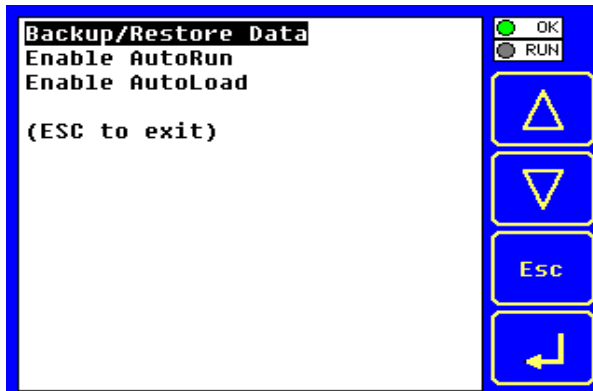 Backup/Restore Data
Enable AutoRun
Enable AutoLoad
(ESC to exit)
OK
RUN
Esc